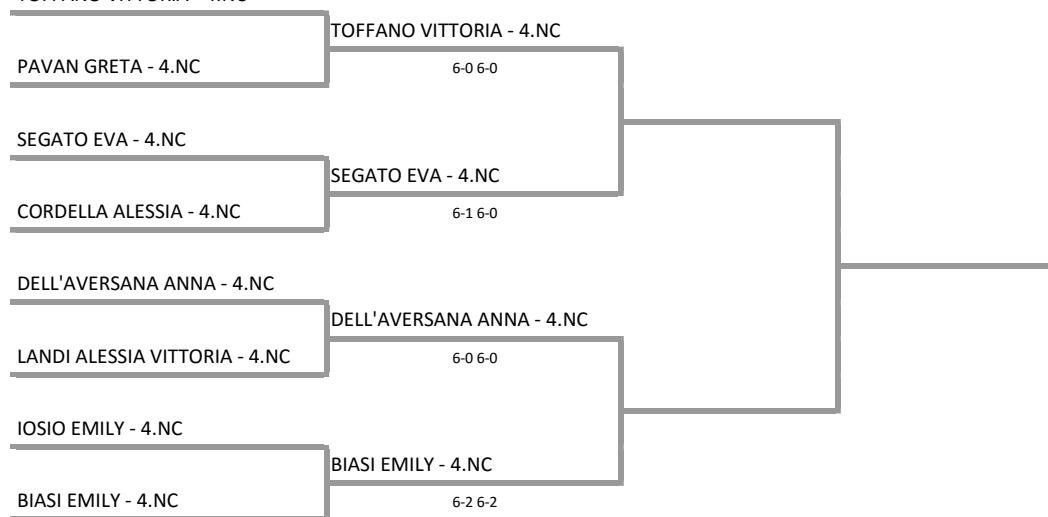 TOFFANO VITTORIA - 4.NC
PAVAN GRETA - 4.NC
6-0 6-0
SEGATO EVA - 4.NC
SEGATO EVA - 4.NC
CORDELLA ALESSIA - 4.NC
6-1 6-0
DELL'AVERSANA ANNA - 4.NC
DELL'AVERSANA ANNA - 4.NC
LANDI ALESSIA VITTORIA - 4.NC
6-0 6-0
IOSIO EMILY - 4.NC
BIASI EMILY - 4.NC
BIASI EMILY - 4.NC
6-2 6-2